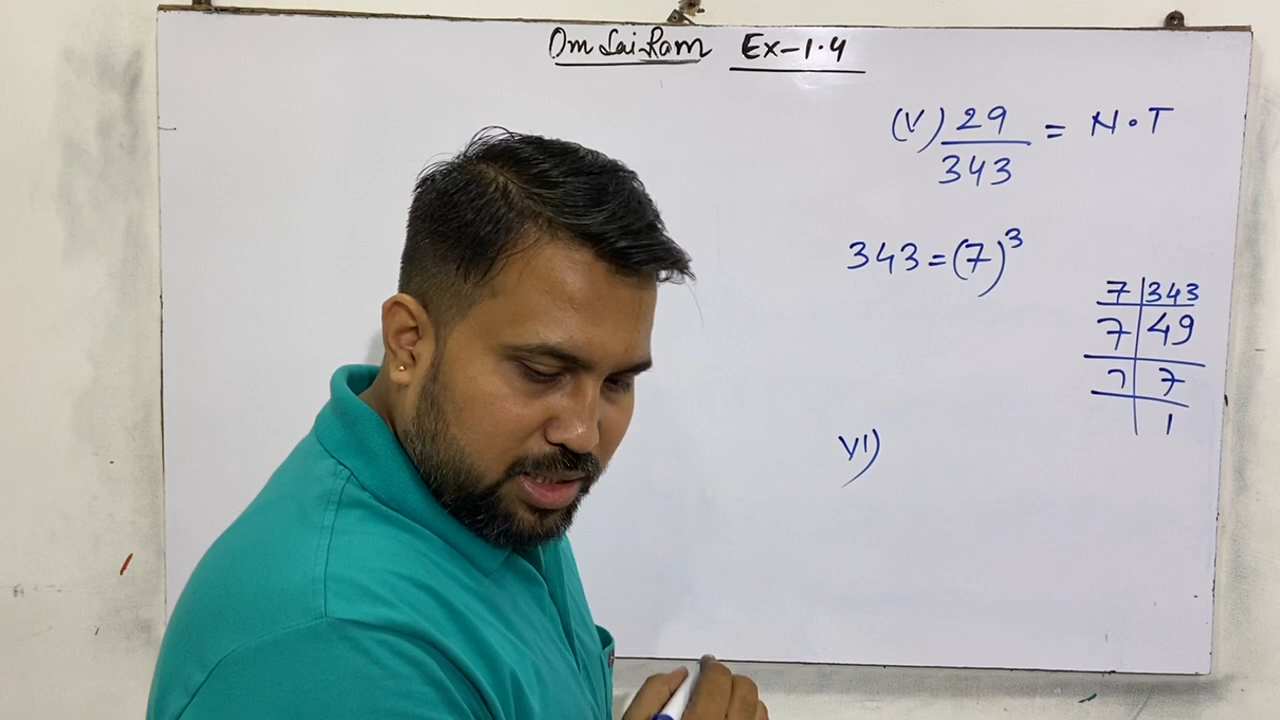 Om Sai Ram Ex-1.4
(V) 29/343 = N.T
343 = (7)³
7 | 343
7 | 49
7 | 7
1
VI)